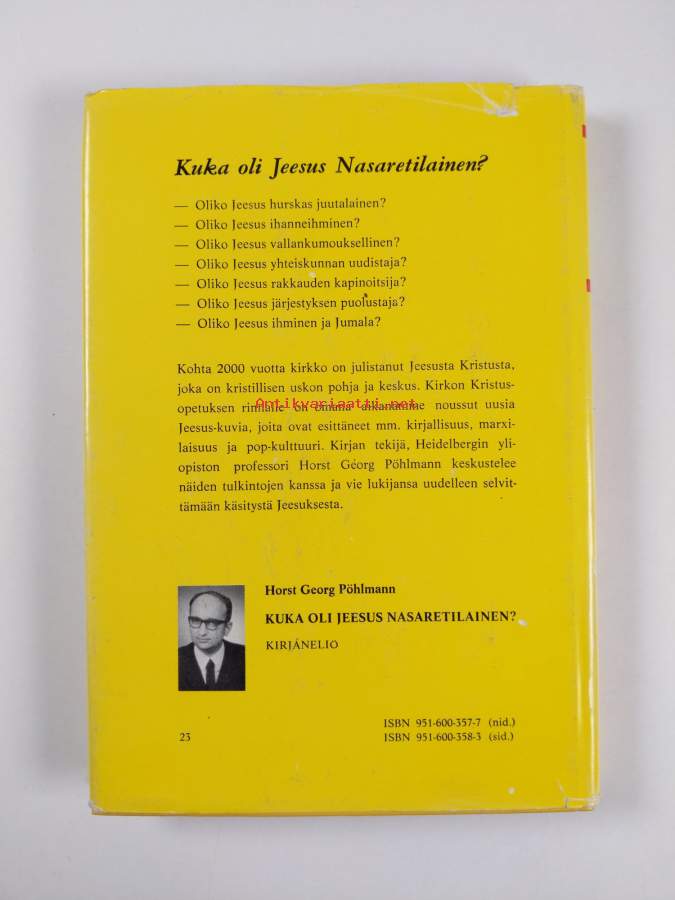 Kuka oli Jeesus Nasaretilainen?
— Oliko Jeesus hurskas juutalainen?
— Oliko Jeesus ihanneihminen?
— Oliko Jeesus vallankumouksellinen?
— Oliko Jeesus yhteiskunnan uudistaja?
— Oliko Jeesus rakkauden kapinoitsija?
— Oliko Jeesus järjestyksen puolustaja?
— Oliko Jeesus ihminen ja Jumala?
Kohta 2000 vuotta kirkko on julistanut Jeesusta Kristusta,
joka on kristillisen uskon pohja ja keskus. Kirkon Kristus-
Antikvariaatti.net
opetuksen rinnalle on omana aikanamme noussut uusia
Jeesus-kuvia, joita ovat esittäneet mm. kirjallisuus, marxi-
laisuus ja pop-kulttuuri. Kirjan tekijä, Heidelbergin yli-
opiston professori Horst Georg Pöhlmann keskustelee
näiden tulkintojen kanssa ja vie lukijansa uudelleen selvit-
tämään käsitystä Jeesuksesta.
Horst Georg Pöhlmann
KUKA OLI JEESUS NASARETILAINEN?
KIRJANELIÖ
ISBN 951-600-357-7 (nid.)
23 ISBN 951-600-358-3 (sid.)